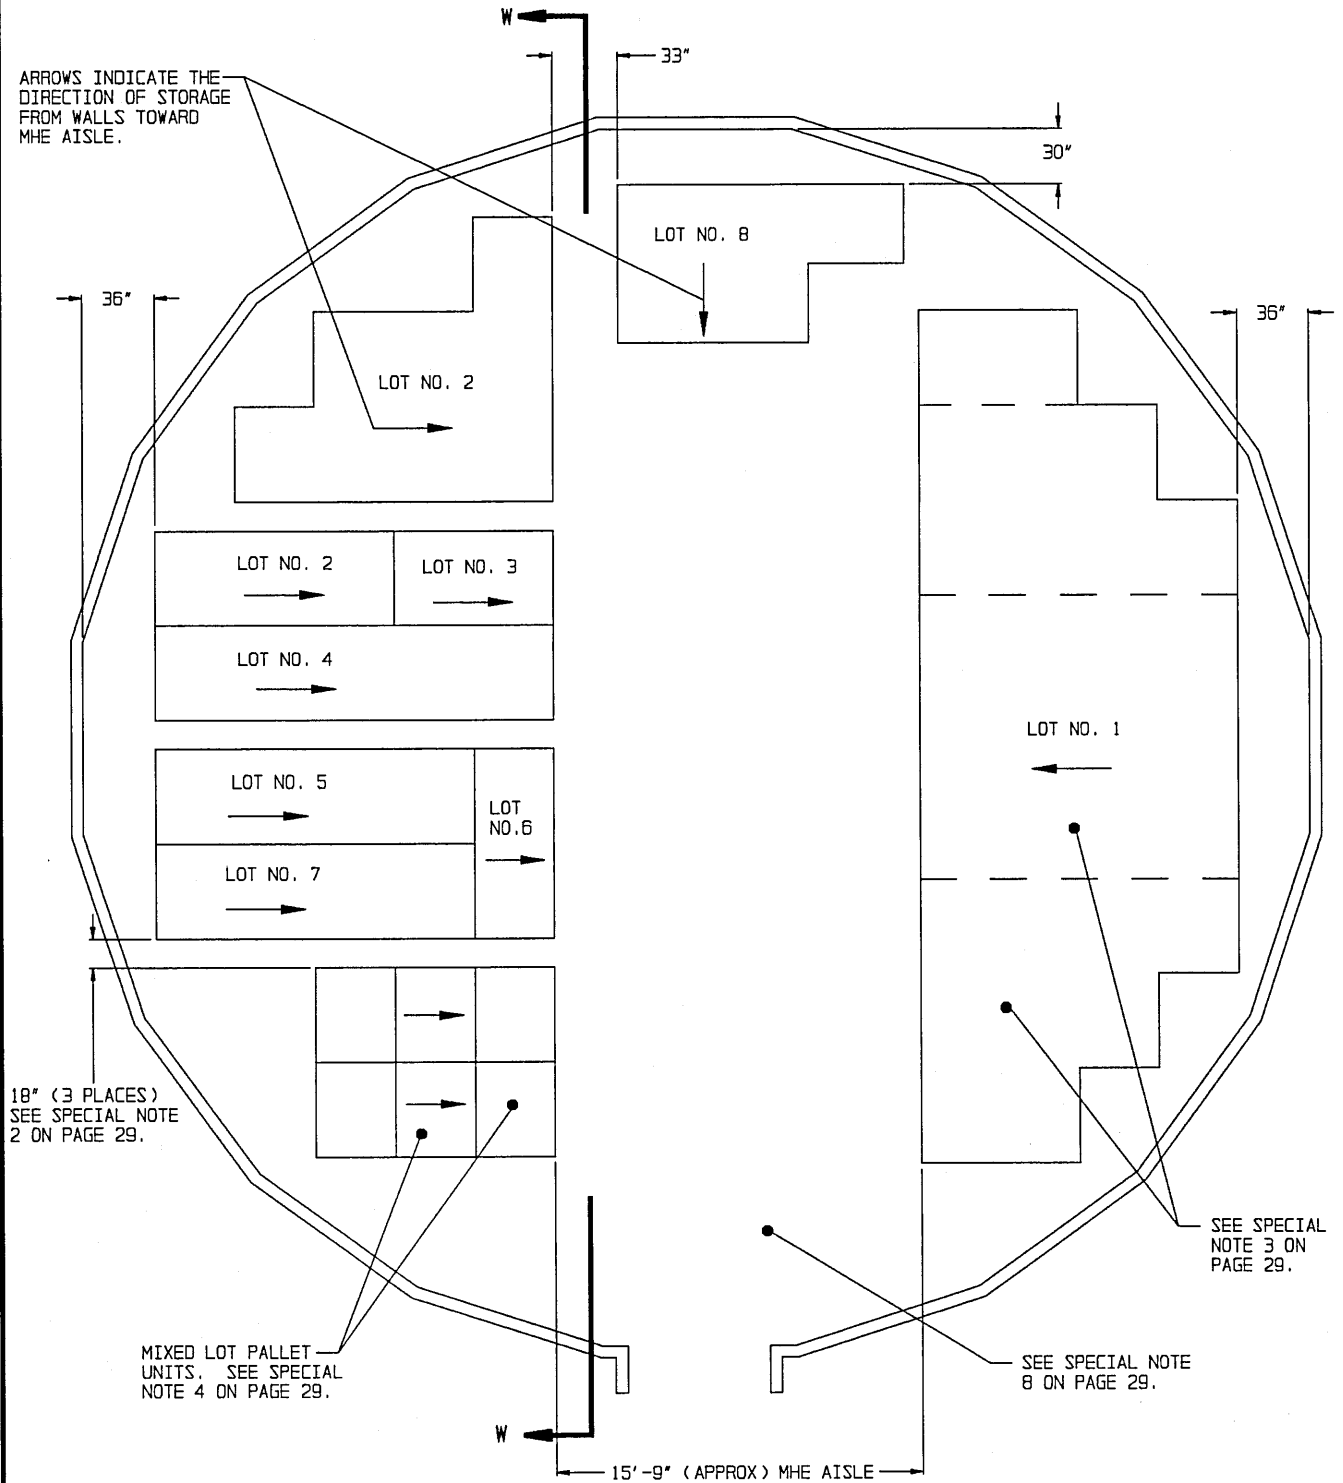 W
33"
ARROWS INDICATE THE
DIRECTION OF STORAGE
FROM WALLS TOWARD
MHE AISLE.
30"
LOT NO. 8
36"
36"
LOT NO. 2
LOT NO. 2
LOT NO. 3
LOT NO. 4
LOT NO. 1
LOT NO. 5
LOT
NO.6
LOT NO. 7
18" (3 PLACES)
SEE SPECIAL NOTE
2 ON PAGE 29.
SEE SPECIAL
NOTE 3 ON
PAGE 29.
MIXED LOT PALLET
UNITS. SEE SPECIAL
NOTE 4 ON PAGE 29.
SEE SPECIAL NOTE
8 ON PAGE 29.
W
15'-9" (APPROX) MHE AISLE